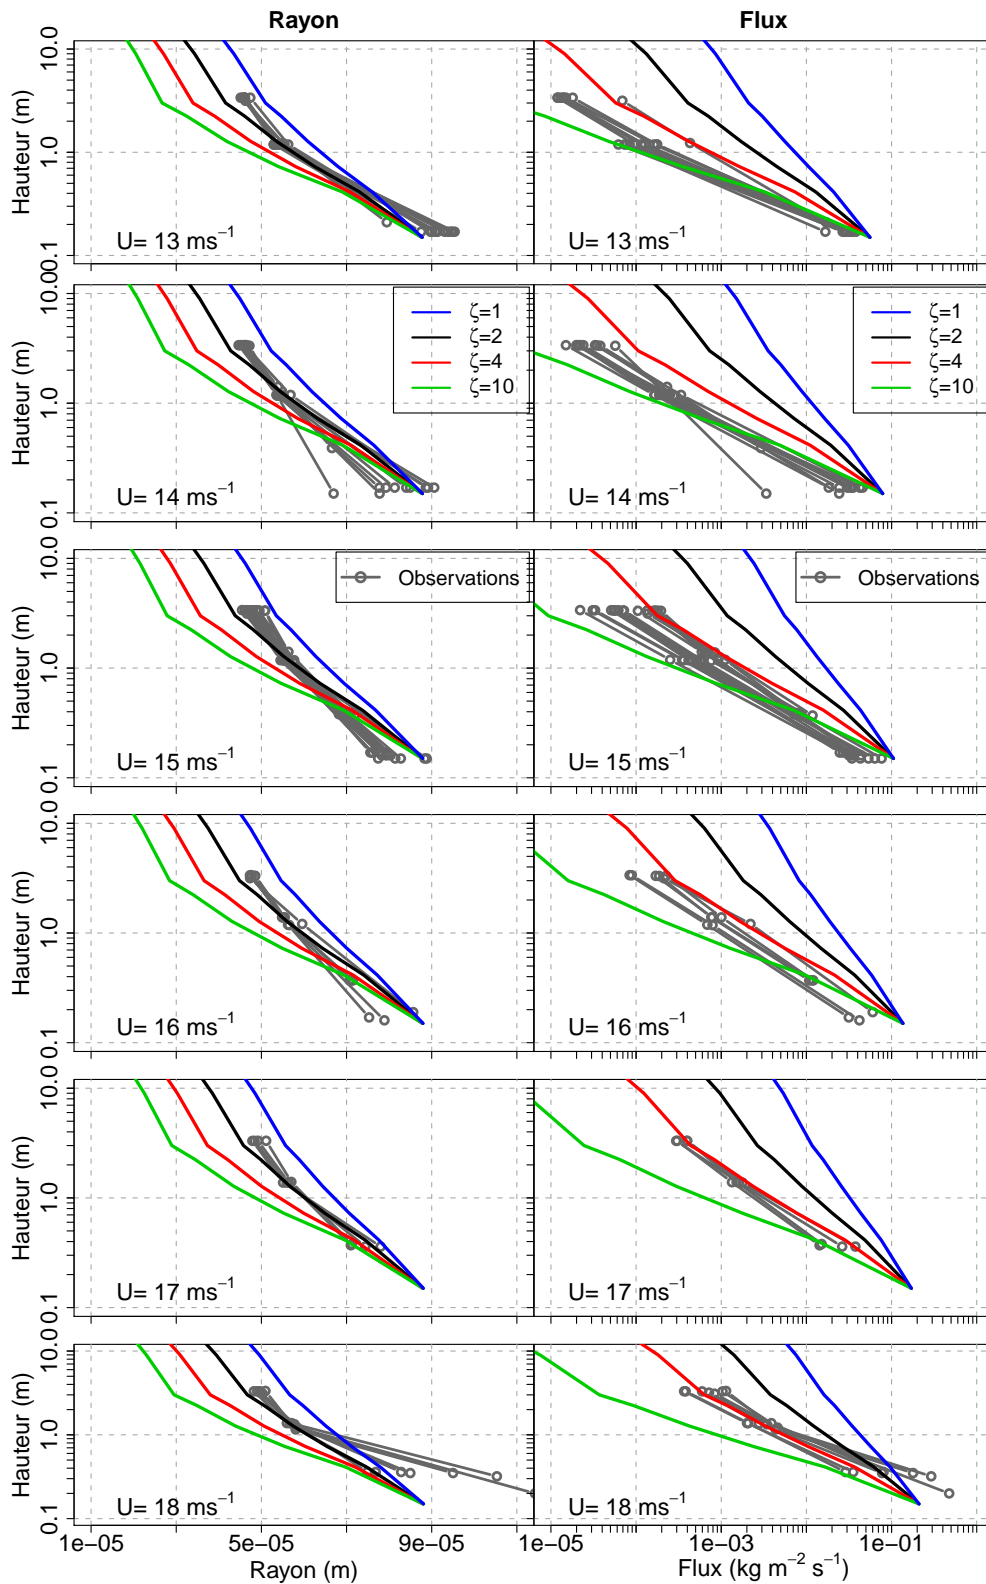 Rayon
Flux
Hauteur (m)
10.0
1.0
0.1
U= 13 ms⁻¹
U= 13 ms⁻¹
Hauteur (m)
10.0
1.0
0.1
ζ=1
ζ=2
ζ=4
ζ=10
U= 14 ms⁻¹
ζ=1
ζ=2
ζ=4
ζ=10
U= 14 ms⁻¹
Hauteur (m)
10.0
1.0
0.1
Observations
U= 15 ms⁻¹
Observations
U= 15 ms⁻¹
Hauteur (m)
10.0
1.0
0.1
U= 16 ms⁻¹
U= 16 ms⁻¹
Hauteur (m)
10.0
1.0
0.1
U= 17 ms⁻¹
U= 17 ms⁻¹
Hauteur (m)
10.0
1.0
0.1
U= 18 ms⁻¹
U= 18 ms⁻¹
1e−05 5e−05 9e−05
1e−05 1e−03 1e−01
Rayon (m)
Flux (kg m⁻² s⁻¹)